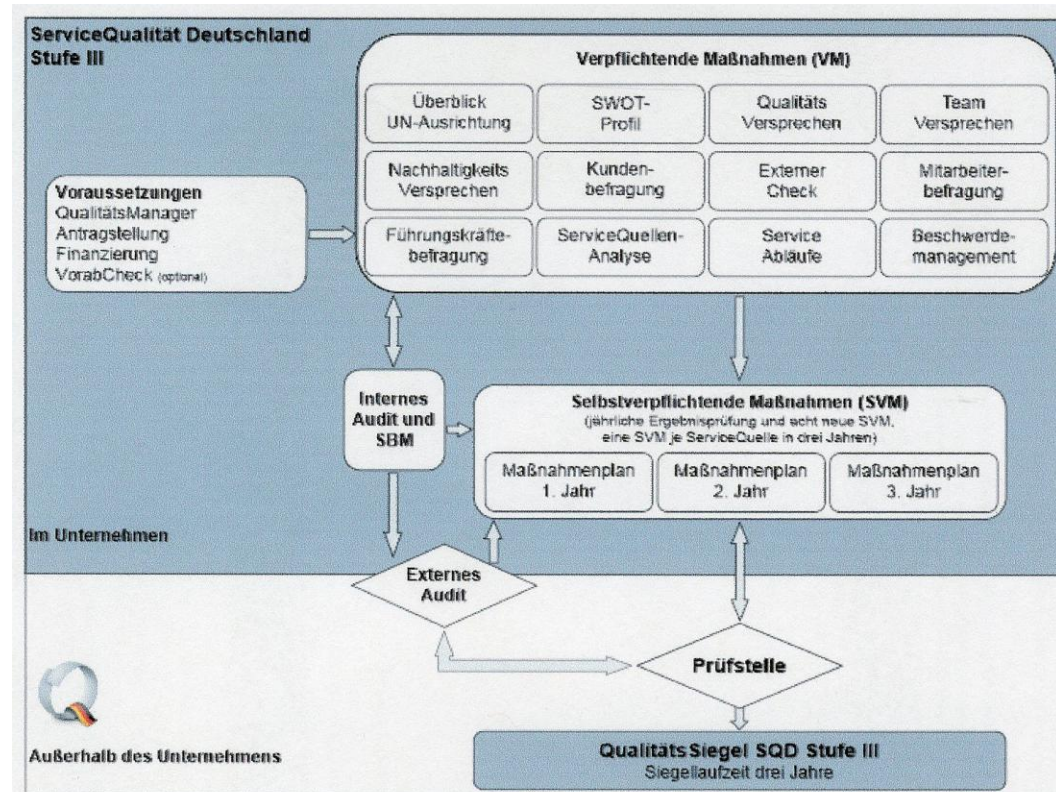 ServiceQualität Deutschland
Stufe III
Verpflichtende Maßnahmen (VM)
Überblick
UN-Ausrichtung
SWOT-
Profil
Qualitäts
Versprechen
Team
Versprechen
Nachhaltigkeits
Versprechen
Kunden-
befragung
Externer
Check
Mitarbeiter-
befragung
Führungskräfte-
befragung
ServiceQuellen-
Analyse
Service
Abläufe
Beschwerde-
management
Voraussetzungen
QualitätsManager
Antragstellung
Finanzierung
VorabCheck (optional)
Internes
Audit und
SBM
Selbstverpflichtende Maßnahmen (SVM)
(jährliche Ergebnisprüfung und acht neue SVM,
eine SVM je ServiceQuelle in drei Jahren)
Maßnahmenplan
1. Jahr
Maßnahmenplan
2. Jahr
Maßnahmenplan
3. Jahr
Im Unternehmen
Externes
Audit
Prüfstelle
Außerhalb des Unternehmens
QualitätsSiegel SQD Stufe III
Siegellaufzeit drei Jahre